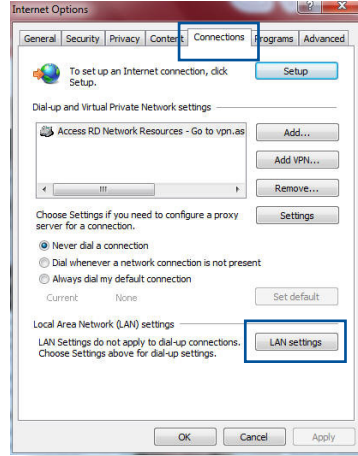 Internet Options
General Security Privacy Content Connections Programs Advanced
To set up an Internet connection, click Setup
Setup.
Dial-up and Virtual Private Network settings
Access RD Network Resources - Go to vpn.as Add...
Add VPN...
Remove...
Choose Settings if you need to configure a proxy Settings
server for a connection.
Never dial a connection
Dial whenever a network connection is not present
Always dial my default connection
Current None Set default
Local Area Network (LAN) settings
LAN Settings do not apply to dial-up connections. LAN settings
Choose Settings above for dial-up settings.
OK Cancel Apply